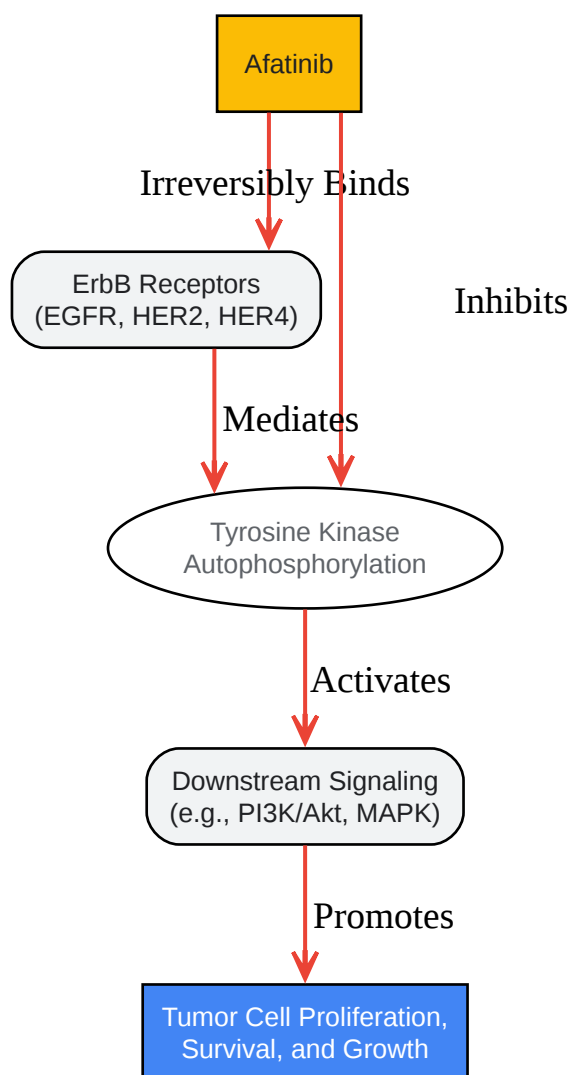 Afatinib
Irreversibly Binds
ErbB Receptors
(EGFR, HER2, HER4)
Inhibits
Mediates
Tyrosine Kinase
Autophosphorylation
Activates
Downstream Signaling
(e.g., PI3K/Akt, MAPK)
Promotes
Tumor Cell Proliferation,
Survival, and Growth